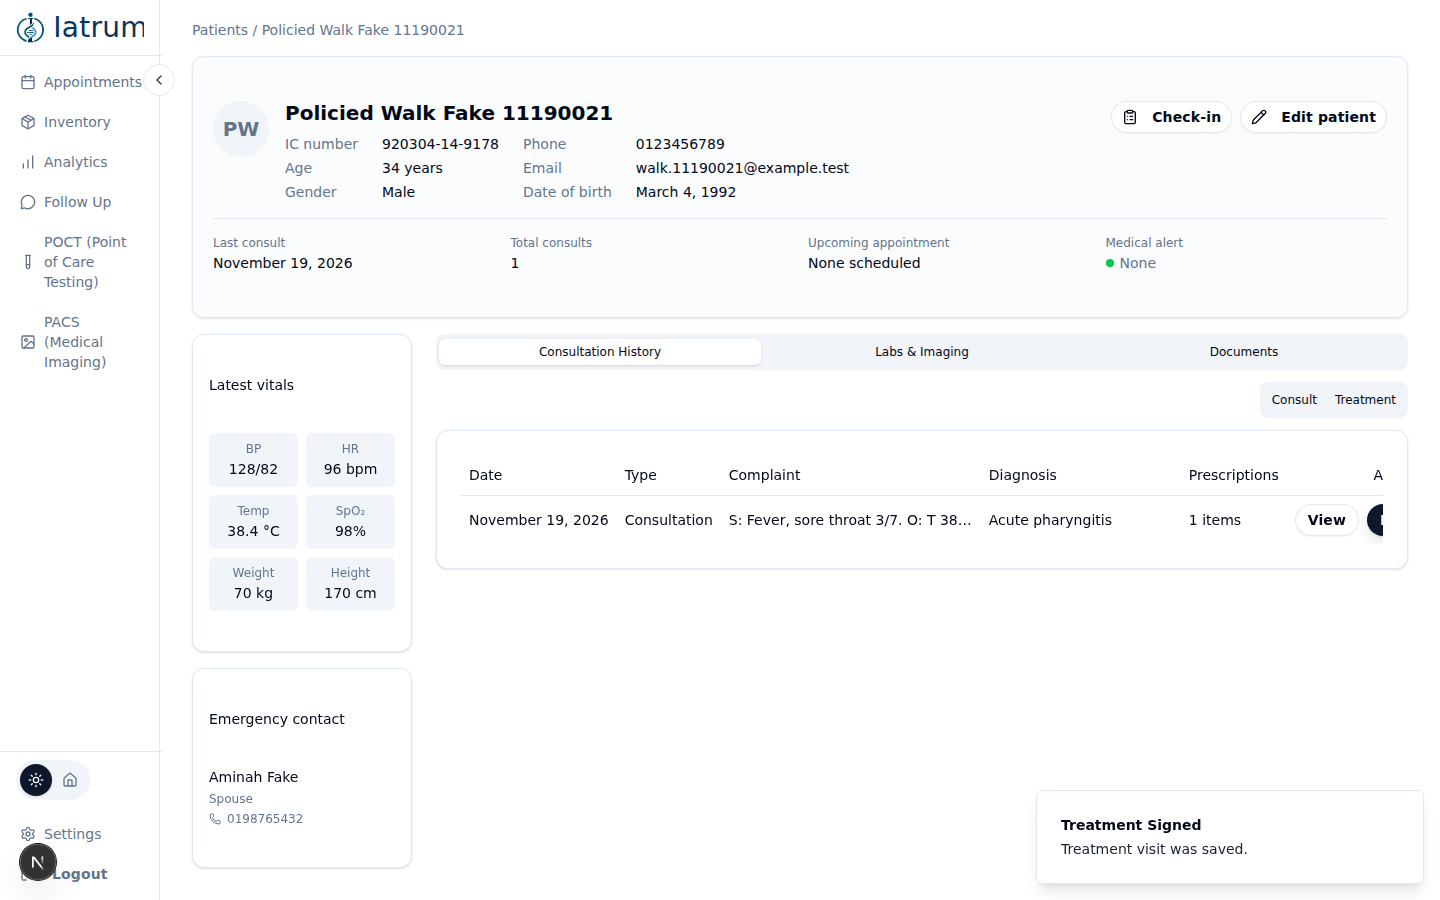 Iatrum
Appointments
Inventory
Analytics
Follow Up
POCT (Point
of Care
Testing)
PACS
(Medical
Imaging)
Settings
Logout
Patients / Policied Walk Fake 11190021
PW
Policied Walk Fake 11190021
Check-in
Edit patient
IC number 920304-14-9178 Phone 0123456789
Age 34 years Email walk.11190021@example.test
Gender Male Date of birth March 4, 1992
Last consult Total consults Upcoming appointment Medical alert
November 19, 2026 1 None scheduled None
Latest vitals
BP HR
128/82 96 bpm
Temp SpO₂
38.4 °C 98%
Weight Height
70 kg 170 cm
Emergency contact
Aminah Fake
Spouse
0198765432
Consultation History Labs & Imaging Documents
Consult Treatment
Date Type Complaint Diagnosis Prescriptions A
November 19, 2026 Consultation S: Fever, sore throat 3/7. O: T 38... Acute pharyngitis 1 items View
Treatment Signed
Treatment visit was saved.